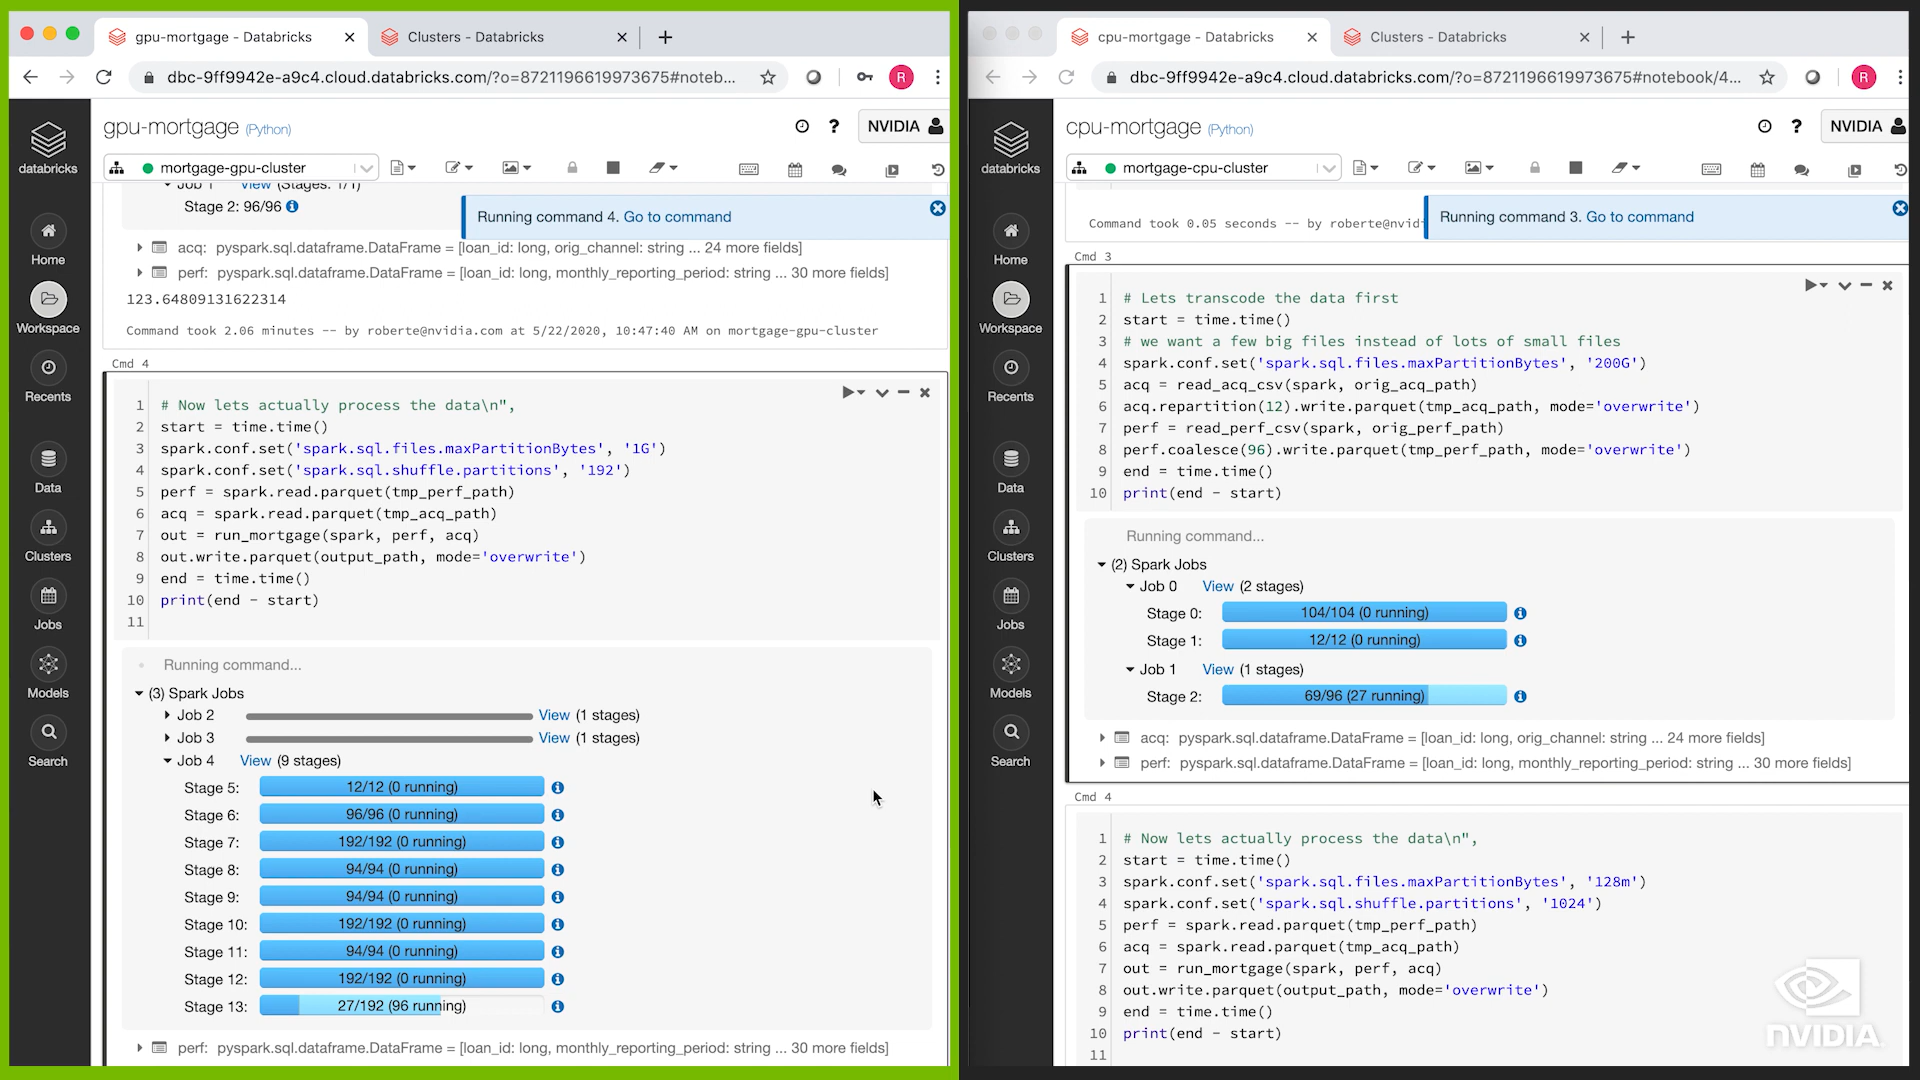 gpu-mortgage - Databricks
Clusters - Databricks
dbc-9ff9942e-a9c4.cloud.databricks.com/?o=8721196619973675#noteb...
R
databricks
Home
Workspace
Recents
Data
Clusters
Jobs
Models
Search
gpu-mortgage (Python)
? NVIDIA
mortgage-gpu-cluster
Job 1 View (Stages: 1/1)
Stage 2: 96/96
Running command 4. Go to command
acq: pyspark.sql.dataframe.DataFrame = [loan_id: long, orig_channel: string ... 24 more fields]
perf: pyspark.sql.dataframe.DataFrame = [loan_id: long, monthly_reporting_period: string ... 30 more fields]
123.64809131622314
Command took 2.06 minutes -- by roberte@nvidia.com at 5/22/2020, 10:47:40 AM on mortgage-gpu-cluster
Cmd 4
1 # Now lets actually process the data\n",
2 start = time.time()
3 spark.conf.set('spark.sql.files.maxPartitionBytes', '1G')
4 spark.conf.set('spark.sql.shuffle.partitions', '192')
5 perf = spark.read.parquet(tmp_perf_path)
6 acq = spark.read.parquet(tmp_acq_path)
7 out = run_mortgage(spark, perf, acq)
8 out.write.parquet(output_path, mode='overwrite')
9 end = time.time()
10 print(end - start)
11
Running command...
(3) Spark Jobs
Job 2 View (1 stages)
Job 3 View (1 stages)
Job 4 View (9 stages)
Stage 5: 12/12 (0 running)
Stage 6: 96/96 (0 running)
Stage 7: 192/192 (0 running)
Stage 8: 94/94 (0 running)
Stage 9: 94/94 (0 running)
Stage 10: 192/192 (0 running)
Stage 11: 94/94 (0 running)
Stage 12: 192/192 (0 running)
Stage 13: 27/192 (96 running)
perf: pyspark.sql.dataframe.DataFrame = [loan_id: long, monthly_reporting_period: string ... 30 more fields]
cpu-mortgage - Databricks
Clusters - Databricks
dbc-9ff9942e-a9c4.cloud.databricks.com/?o=8721196619973675#notebook/4...
R
databricks
Home
Workspace
Recents
Data
Clusters
Jobs
Models
Search
cpu-mortgage (Python)
? NVIDIA
mortgage-cpu-cluster
Command took 0.05 seconds -- by roberte@nvid
Running command 3. Go to command
Cmd 3
1 # Lets transcode the data first
2 start = time.time()
3 # we want a few big files instead of lots of small files
4 spark.conf.set('spark.sql.files.maxPartitionBytes', '200G')
5 acq = read_acq_csv(spark, orig_acq_path)
6 acq.repartition(12).write.parquet(tmp_acq_path, mode='overwrite')
7 perf = read_perf_csv(spark, orig_perf_path)
8 perf.coalesce(96).write.parquet(tmp_perf_path, mode='overwrite')
9 end = time.time()
10 print(end - start)
Running command...
(2) Spark Jobs
Job 0 View (2 stages)
Stage 0: 104/104 (0 running)
Stage 1: 12/12 (0 running)
Job 1 View (1 stages)
Stage 2: 69/96 (27 running)
acq: pyspark.sql.dataframe.DataFrame = [loan_id: long, orig_channel: string ... 24 more fields]
perf: pyspark.sql.dataframe.DataFrame = [loan_id: long, monthly_reporting_period: string ... 30 more fields]
Cmd 4
1 # Now lets actually process the data\n",
2 start = time.time()
3 spark.conf.set('spark.sql.files.maxPartitionBytes', '128m')
4 spark.conf.set('spark.sql.shuffle.partitions', '1024')
5 perf = spark.read.parquet(tmp_perf_path)
6 acq = spark.read.parquet(tmp_acq_path)
7 out = run_mortgage(spark, perf, acq)
8 out.write.parquet(output_path, mode='overwrite')
9 end = time.time()
10 print(end - start)
11
NVIDIA